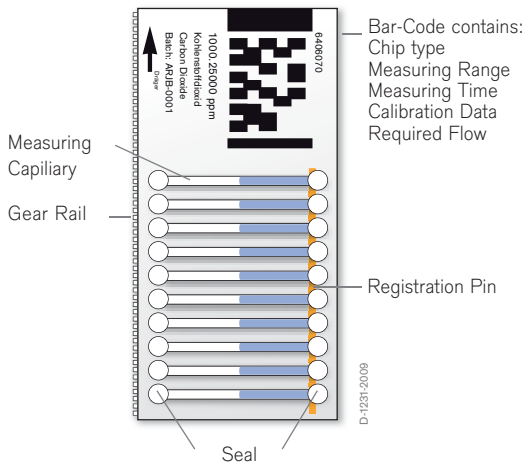 6406070
1000.25000 ppm
Kohlenstoffdioxid
Carbon Dioxide
Batch: ARJB-0001
Dräger
Bar-Code contains:
Chip type
Measuring Range
Measuring Time
Calibration Data
Required Flow
Measuring
Capiliary
Gear Rail
Registration Pin
D-1231-2009
Seal